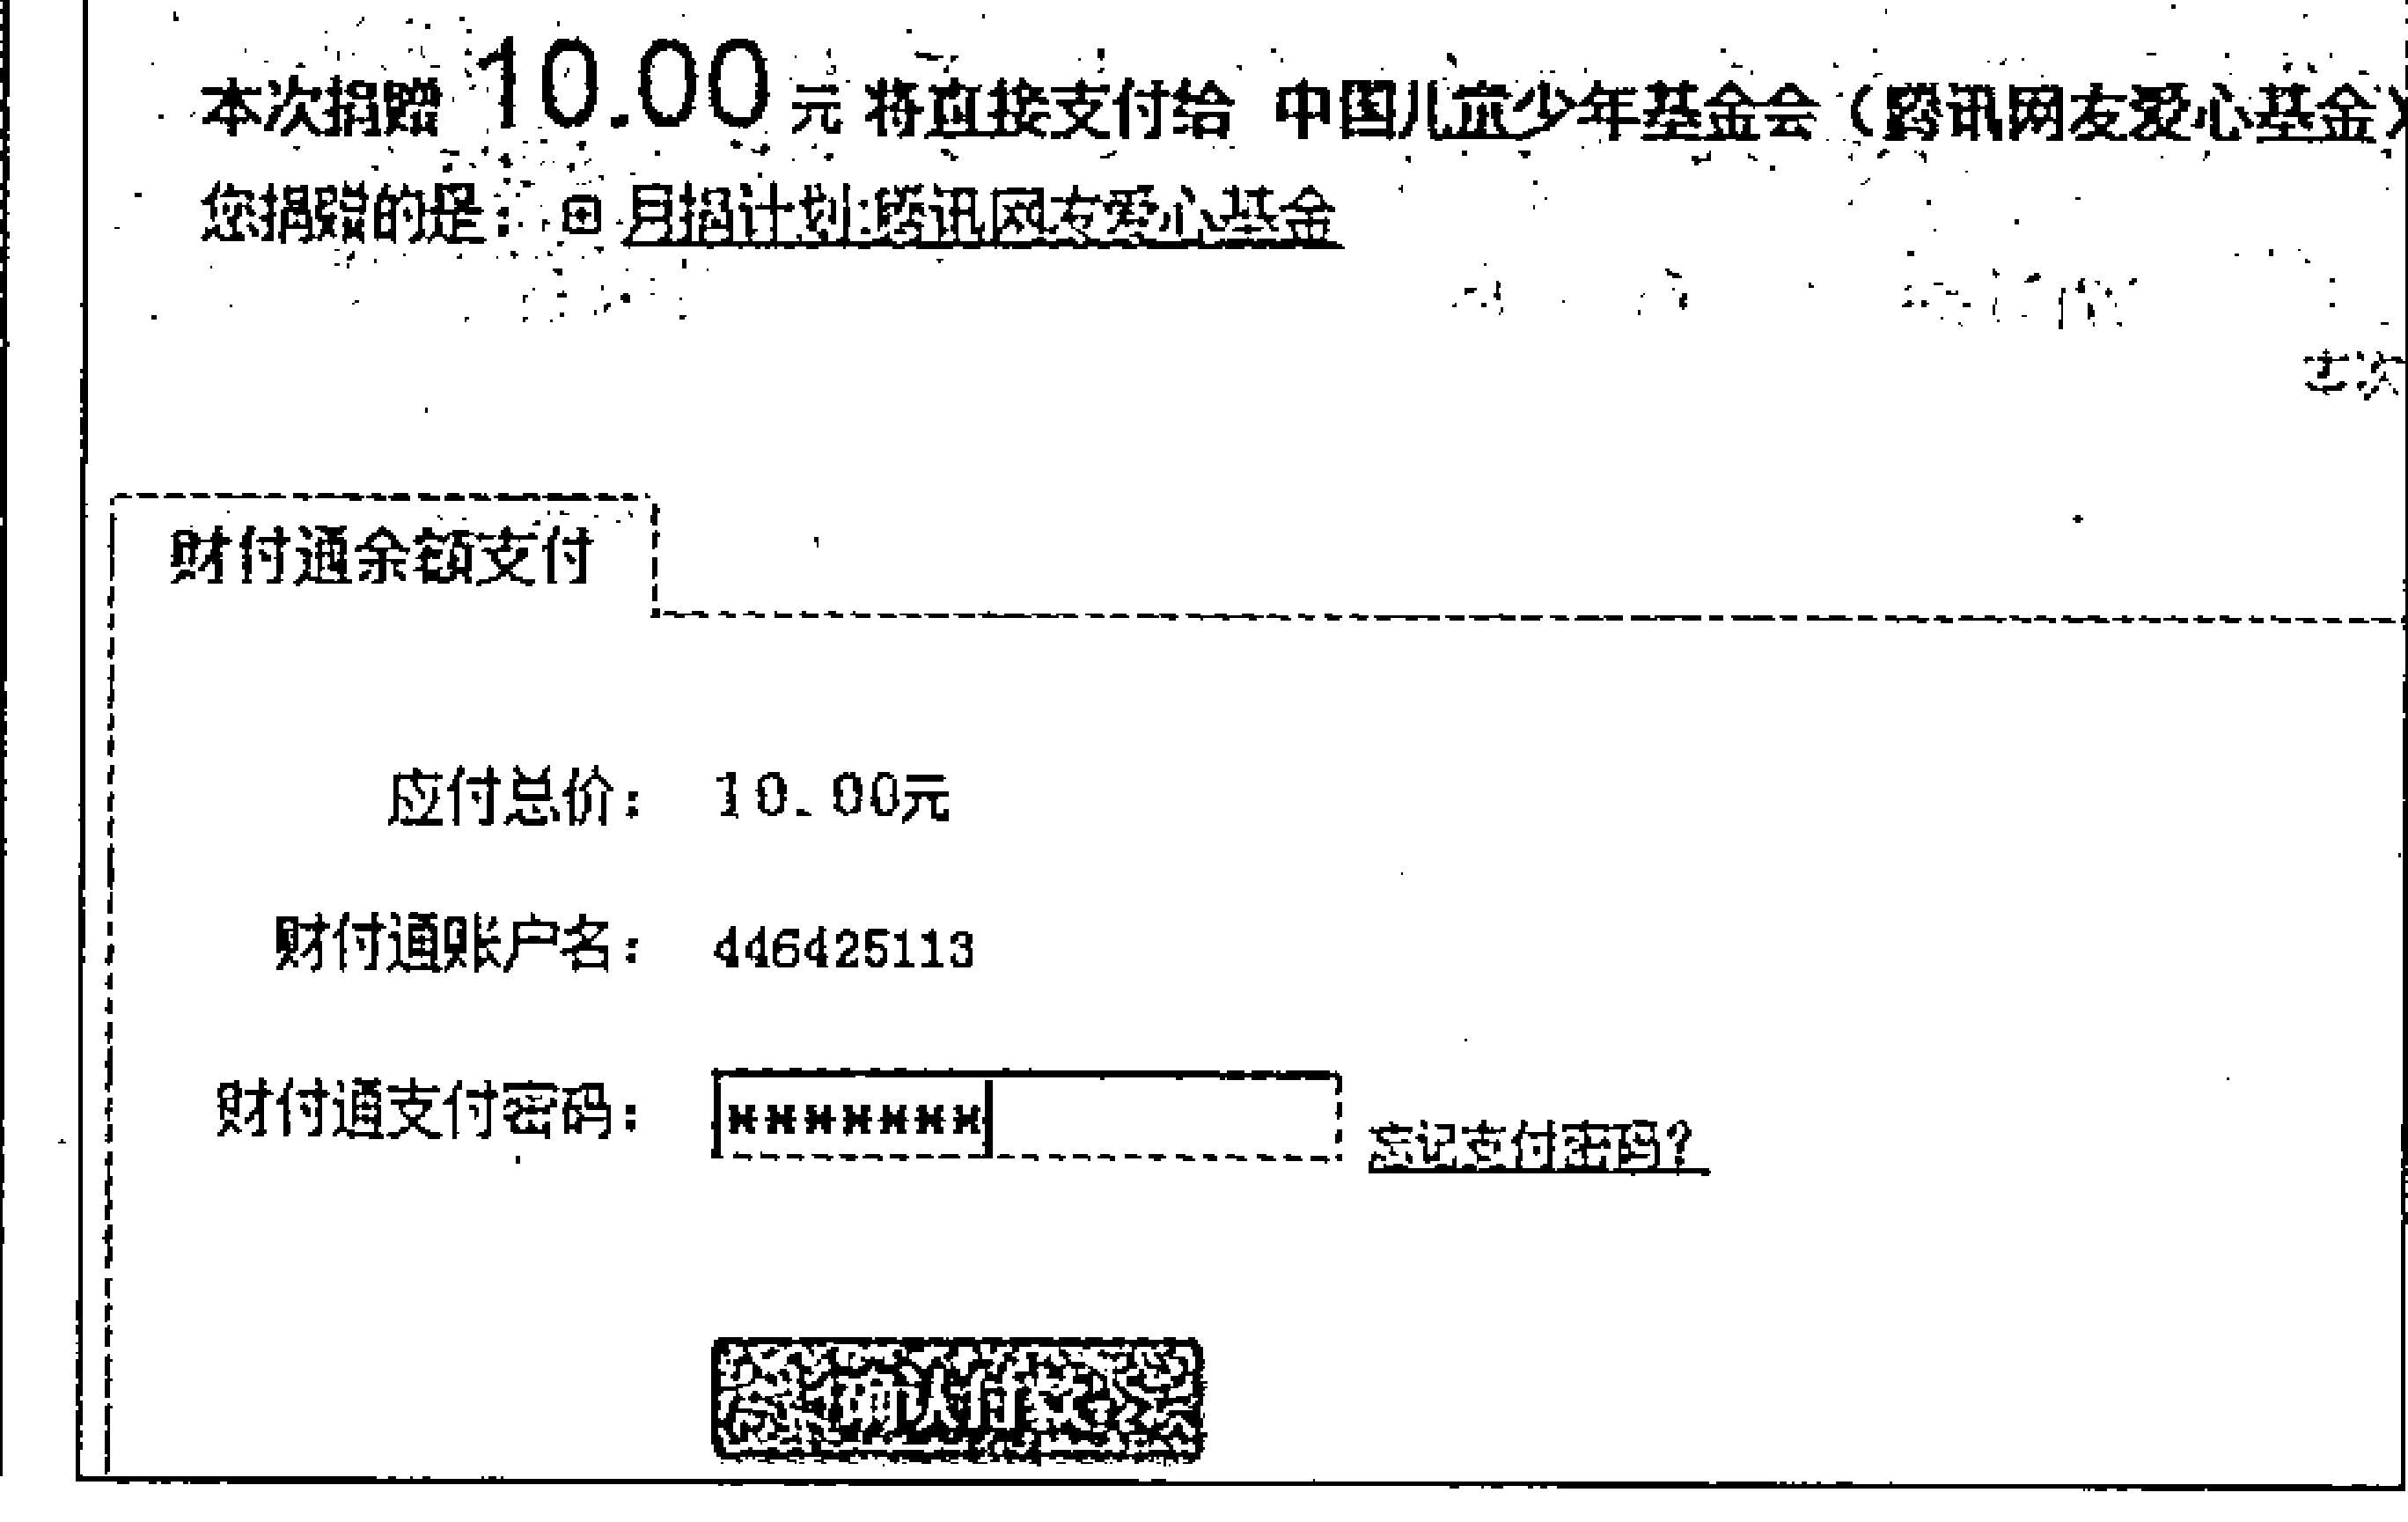 本次捐赠 10.00 元 将直接支付给 中国儿童少年基金会（腾讯网友爱心基金）
您捐赠的是： 月捐计划:腾讯网友爱心基金
财付通余额支付
应付总价： 10.00元
财付通账户名： 446425113
财付通支付密码： *******
忘记支付密码?
确认付款